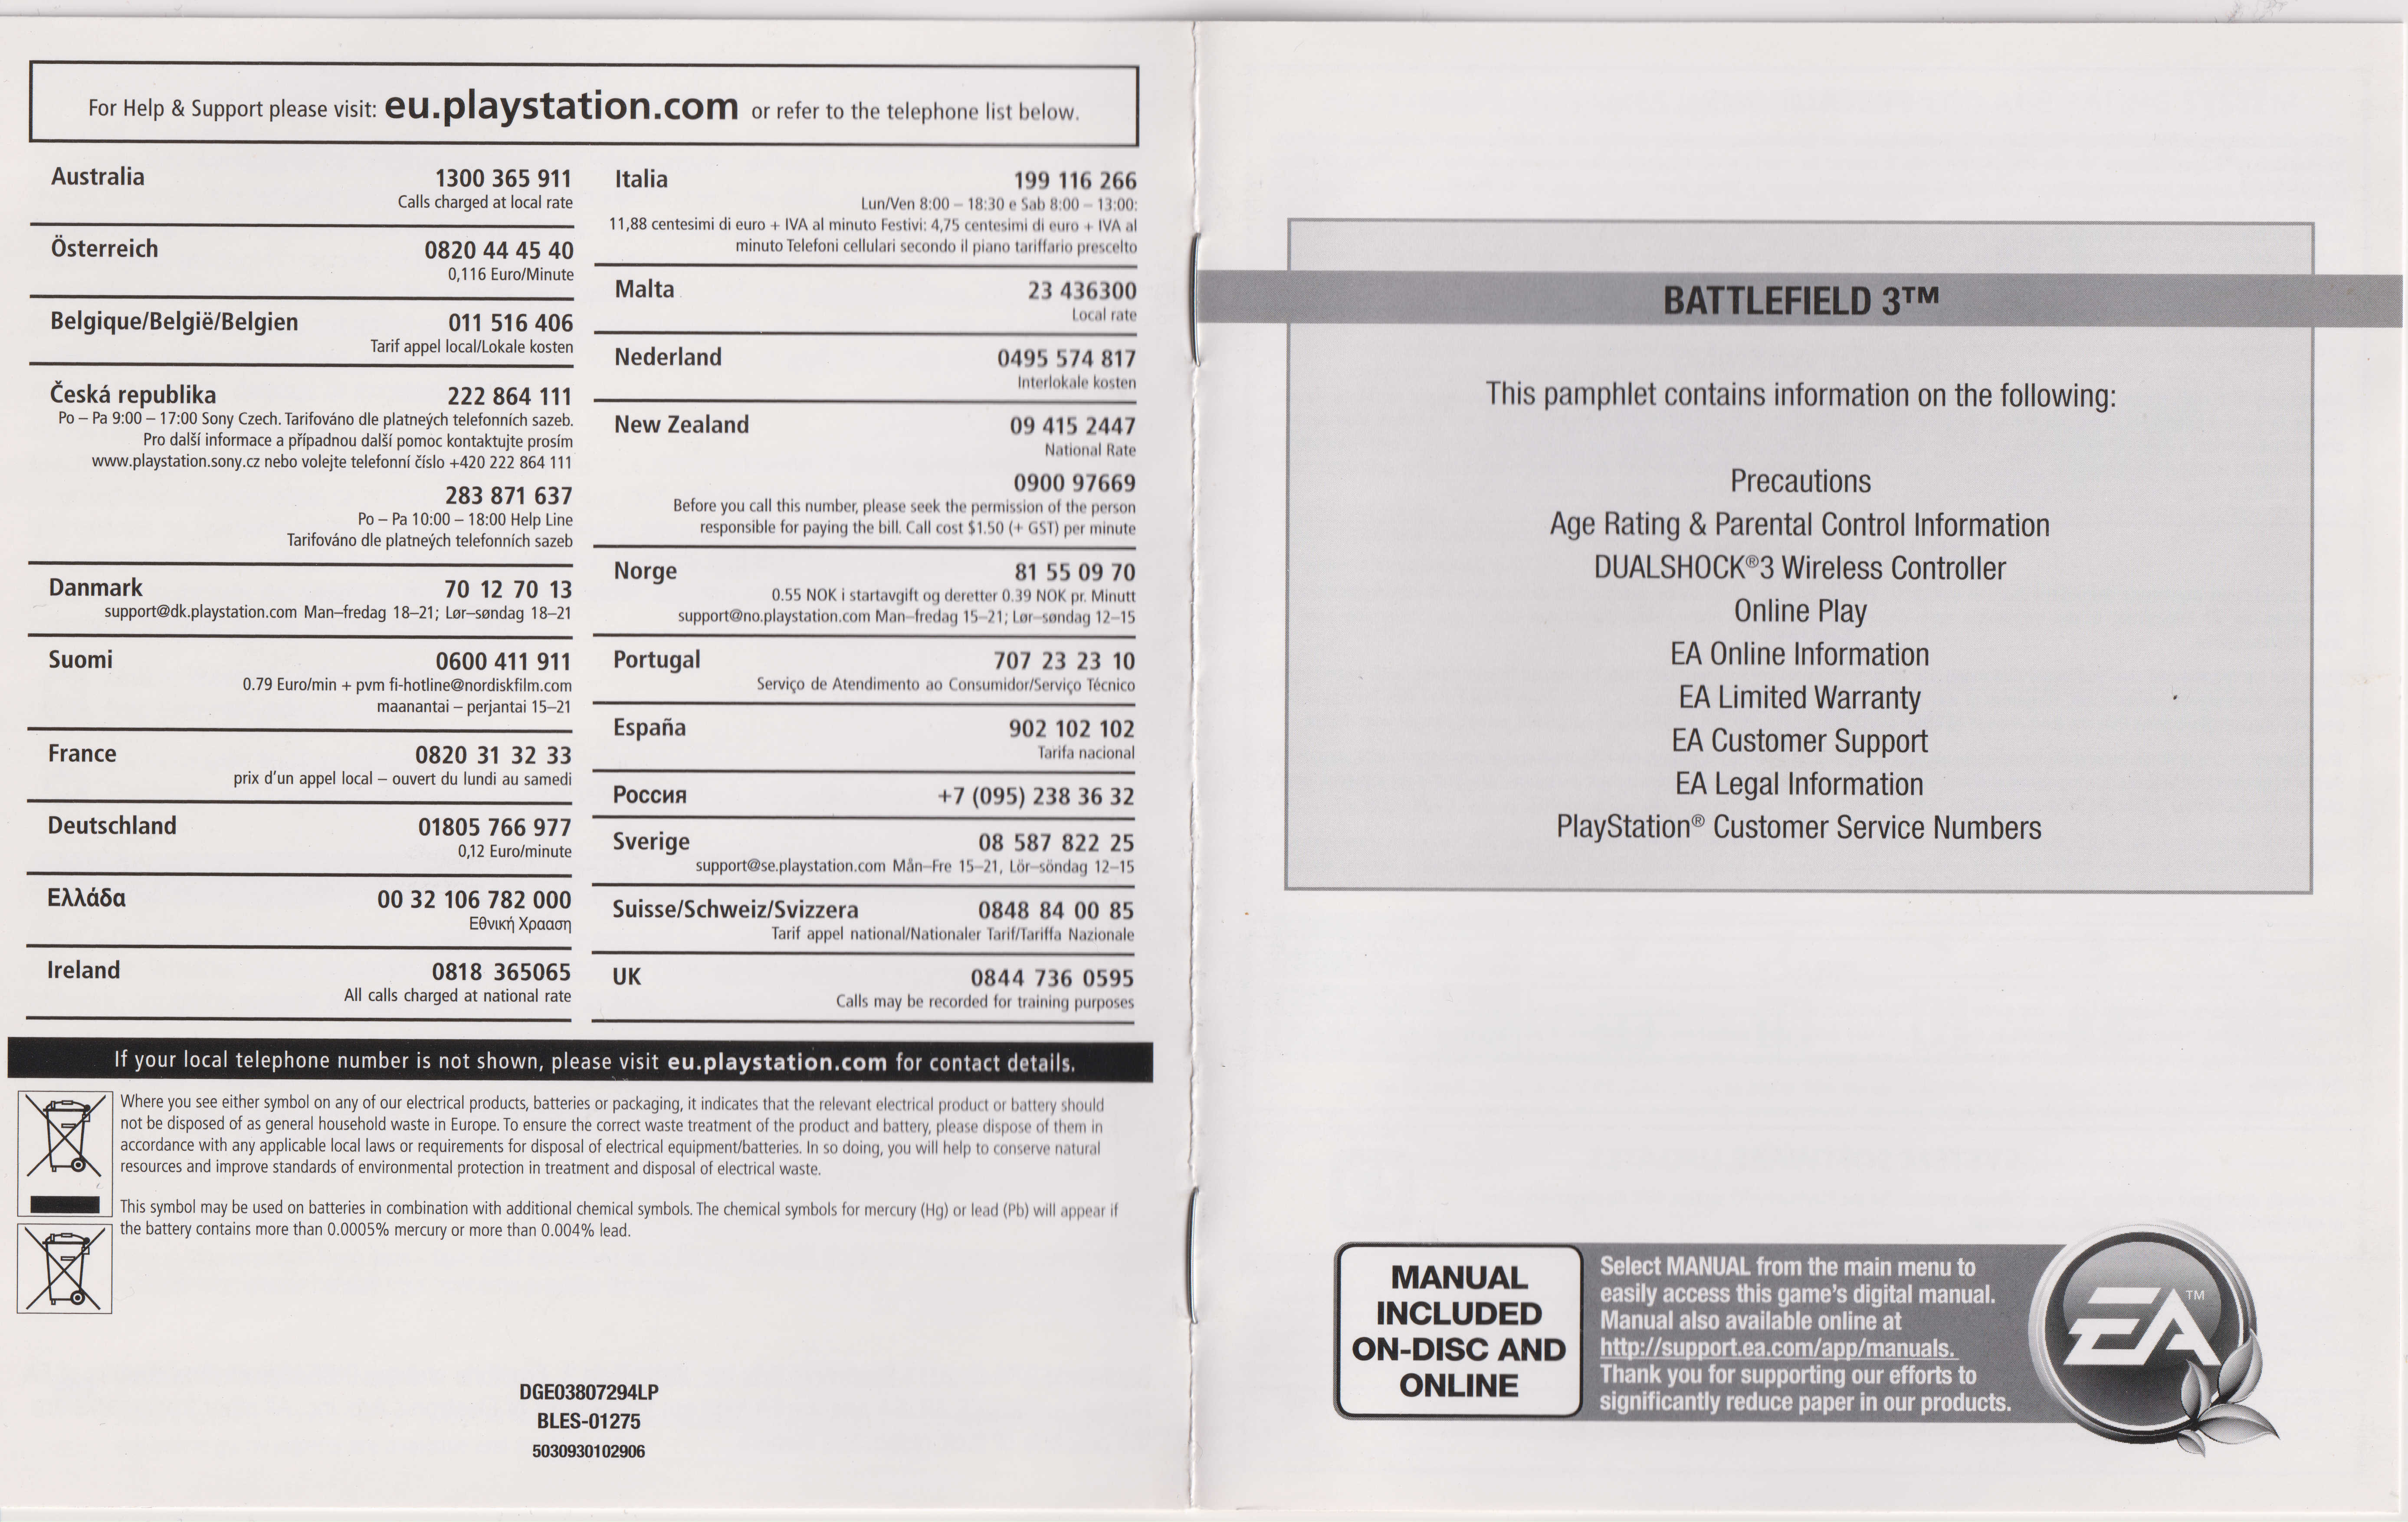 For Help & Support please visit: eu.playstation.com or refer to the telephone list below.
Australia 1300 365 911
Calls charged at local rate
Österreich 0820 44 45 40
0,116 Euro/Minute
Belgique/België/Belgien 011 516 406
Tarif appel local/Lokale kosten
Česká republika 222 864 111
Po – Pa 9:00 – 17:00 Sony Czech. Tarifováno dle platneých telefonních sazeb.
Pro další informace a případnou další pomoc kontaktujte prosím
www.playstation.sony.cz nebo volejte telefonní číslo +420 222 864 111
283 871 637
Po – Pa 10:00 – 18:00 Help Line
Tarifováno dle platneých telefonních sazeb
Danmark 70 12 70 13
support@dk.playstation.com Man–fredag 18–21; Lør–søndag 18–21
Suomi 0600 411 911
0.79 Euro/min + pvm fi-hotline@nordiskfilm.com
maanantai – perjantai 15–21
France 0820 31 32 33
prix d'un appel local – ouvert du lundi au samedi
Deutschland 01805 766 977
0,12 Euro/minute
Ελλάδα 00 32 106 782 000
Εθνική Χρααση
Ireland 0818 365065
All calls charged at national rate
Italia 199 116 266
Lun/Ven 8:00 – 18:30 e Sab 8:00 – 13:00:
11,88 centesimi di euro + IVA al minuto Festivi: 4,75 centesimi di euro + IVA al
minuto Telefoni cellulari secondo il piano tariffario prescelto
Malta 23 436300
Local rate
Nederland 0495 574 817
Interlokale kosten
New Zealand 09 415 2447
National Rate
0900 97669
Before you call this number, please seek the permission of the person
responsible for paying the bill. Call cost $1.50 (+ GST) per minute
Norge 81 55 09 70
0.55 NOK i startavgift og deretter 0.39 NOK pr. Minutt
support@no.playstation.com Man–fredag 15–21; Lør–søndag 12–15
Portugal 707 23 23 10
Serviço de Atendimento ao Consumidor/Serviço Técnico
España 902 102 102
Tarifa nacional
Россия +7 (095) 238 36 32
Sverige 08 587 822 25
support@se.playstation.com Mån–Fre 15–21, Lör–söndag 12–15
Suisse/Schweiz/Svizzera 0848 84 00 85
Tarif appel national/Nationaler Tarif/Tariffa Nazionale
UK 0844 736 0595
Calls may be recorded for training purposes
If your local telephone number is not shown, please visit eu.playstation.com for contact details.
Where you see either symbol on any of our electrical products, batteries or packaging, it indicates that the relevant electrical product or battery should
not be disposed of as general household waste in Europe. To ensure the correct waste treatment of the product and battery, please dispose of them in
accordance with any applicable local laws or requirements for disposal of electrical equipment/batteries. In so doing, you will help to conserve natural
resources and improve standards of environmental protection in treatment and disposal of electrical waste.
This symbol may be used on batteries in combination with additional chemical symbols. The chemical symbols for mercury (Hg) or lead (Pb) will appear if
the battery contains more than 0.0005% mercury or more than 0.004% lead.
DGE03807294LP
BLES-01275
5030930102906
BATTLEFIELD 3™
This pamphlet contains information on the following:
Precautions
Age Rating & Parental Control Information
DUALSHOCK®3 Wireless Controller
Online Play
EA Online Information
EA Limited Warranty
EA Customer Support
EA Legal Information
PlayStation® Customer Service Numbers
MANUAL
INCLUDED
ON-DISC AND
ONLINE
Select MANUAL from the main menu to
easily access this game's digital manual.
Manual also available online at
http://support.ea.com/app/manuals.
Thank you for supporting our efforts to
significantly reduce paper in our products.
EA™